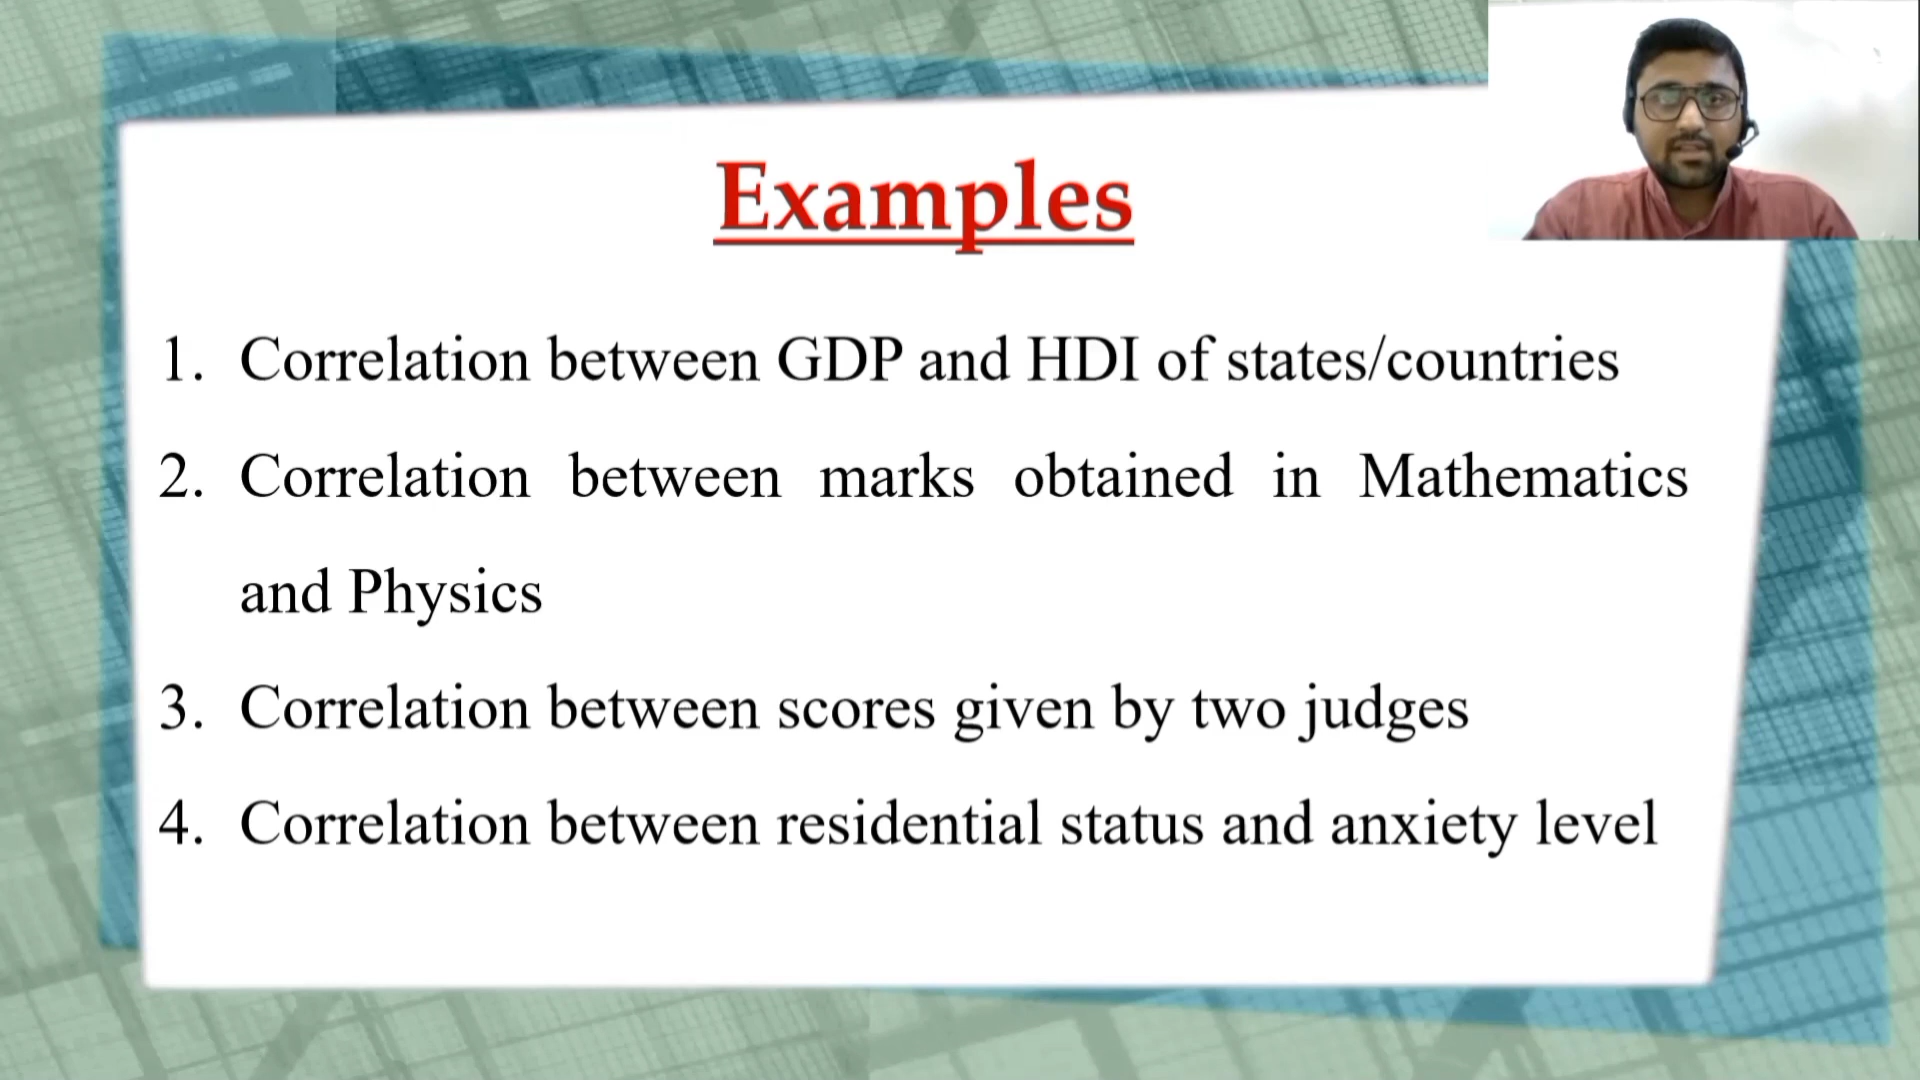 Examples
1. Correlation between GDP and HDI of states/countries
2. Correlation between marks obtained in Mathematics
and Physics
3. Correlation between scores given by two judges
4. Correlation between residential status and anxiety level